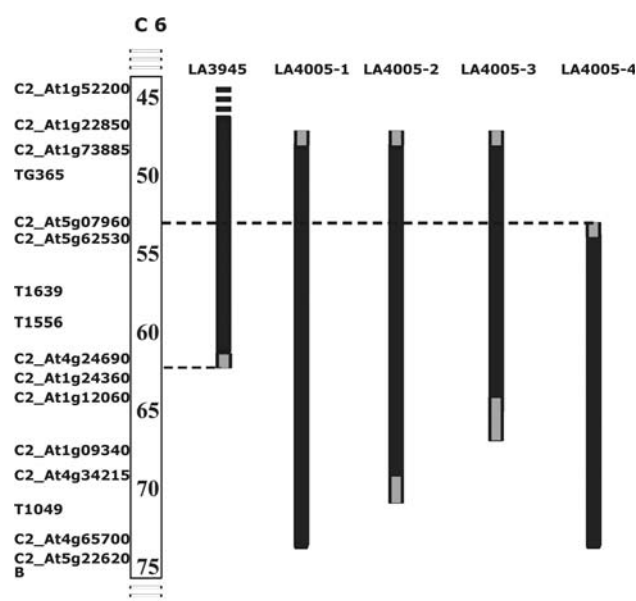 C 6
LA3945 LA4005-1 LA4005-2 LA4005-3 LA4005-4
C2_At1g52200
45
C2_At1g22850
C2_At1g73885
TG365
50
C2_At5g07960
C2_At5g62530
55
T1639
T1556
60
C2_At4g24690
C2_At1g24360
C2_At1g12060
65
C2_At1g09340
C2_At4g34215
70
T1049
C2_At4g65700
C2_At5g22620
75
B